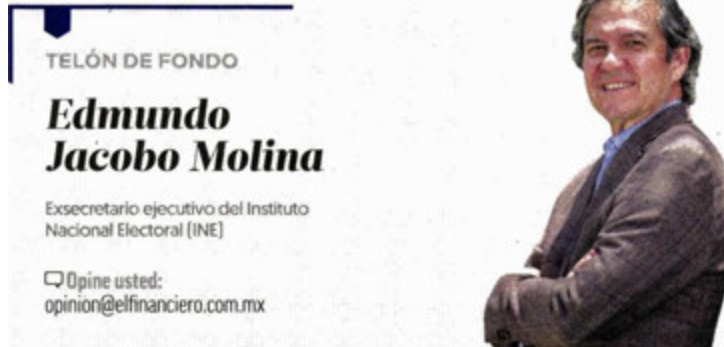 TELÓN DE FONDO
Edmundo
Jacobo Molina
Exsecretario ejecutivo del Instituto
Nacional Electoral (INE)
Opine usted:
opinion@elfinanciero.com.mx